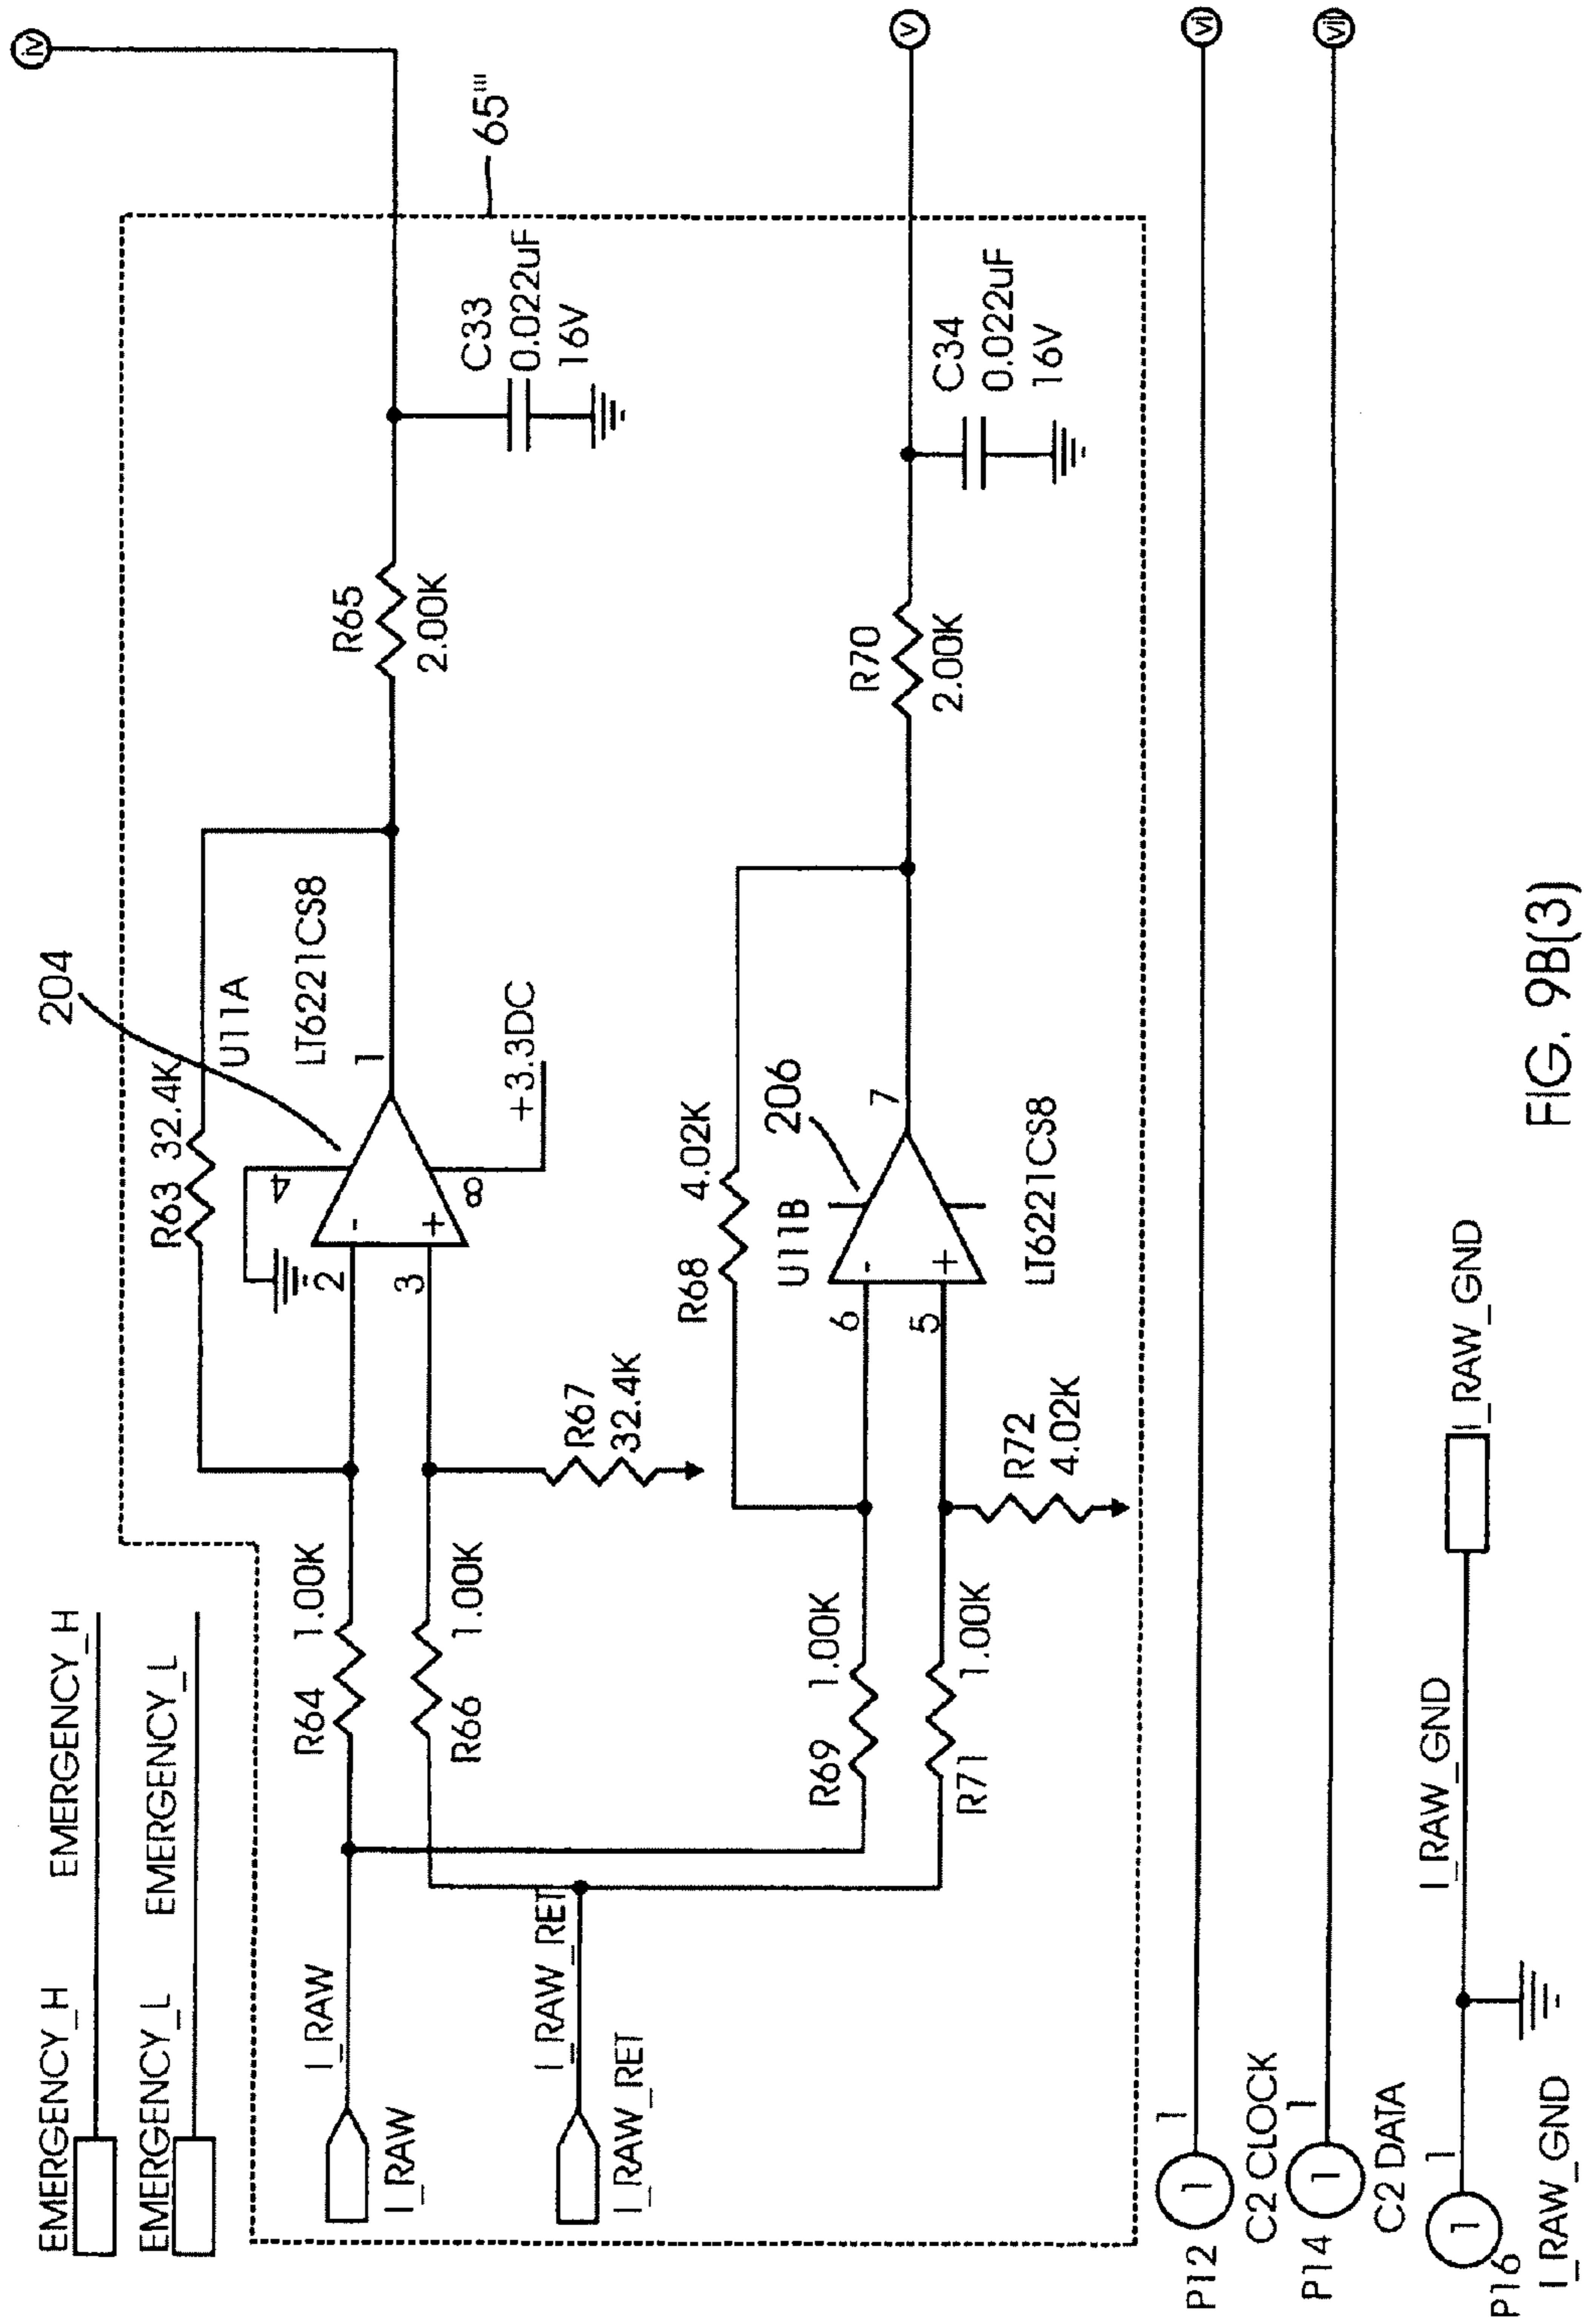 EMERGENCY_H
EMERGENCY_H
EMERGENCY_L
EMERGENCY_L
iv
204
65'''
R63 32.4K
U11A
LT6221CS8
4
2
3
1
8
+3.3DC
R64 1.00K
R66 1.00K
R67
32.4K
R65
2.00K
C33
0.022uF
16V
I_RAW
I_RAW
I_RAW_RET
I_RAW_RET
R68 4.02K
206
U11B
6
5
7
LT6221CS8
R69 1.00K
R71 1.00K
R72
4.02K
R70
2.00K
C34
0.022uF
16V
v
P12
1
1
C2 CLOCK
vi
P14
1
1
C2 DATA
vii
P16
1
1
I_RAW_GND
I_RAW_GND
I_RAW_GND
FIG. 9B(3)